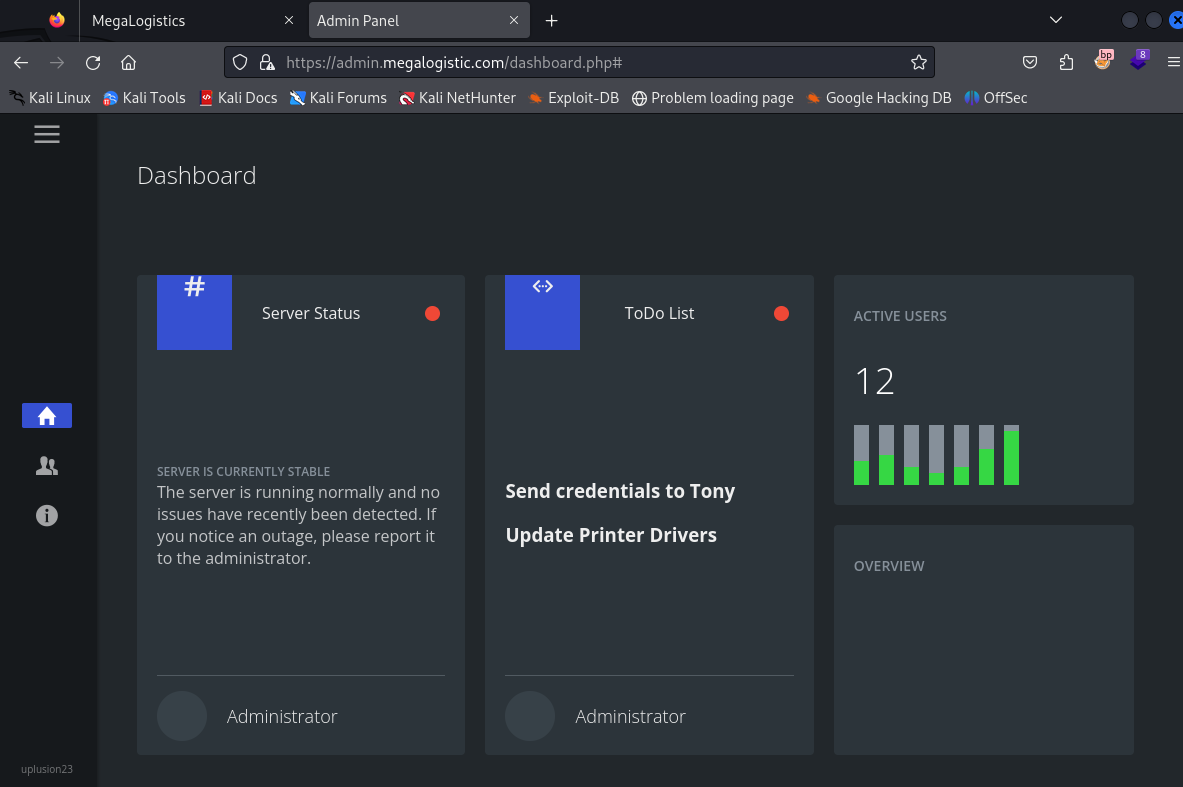 MegaLogistics
Admin Panel
https://admin.megalogistic.com/dashboard.php#
bp
8
Kali Linux
Kali Tools
Kali Docs
Kali Forums
Kali NetHunter
Exploit-DB
Problem loading page
Google Hacking DB
OffSec
Dashboard
#
Server Status
SERVER IS CURRENTLY STABLE
The server is running normally and no
issues have recently been detected. If
you notice an outage, please report it
to the administrator.
Administrator
ToDo List
Send credentials to Tony
Update Printer Drivers
Administrator
ACTIVE USERS
12
OVERVIEW
uplusion23